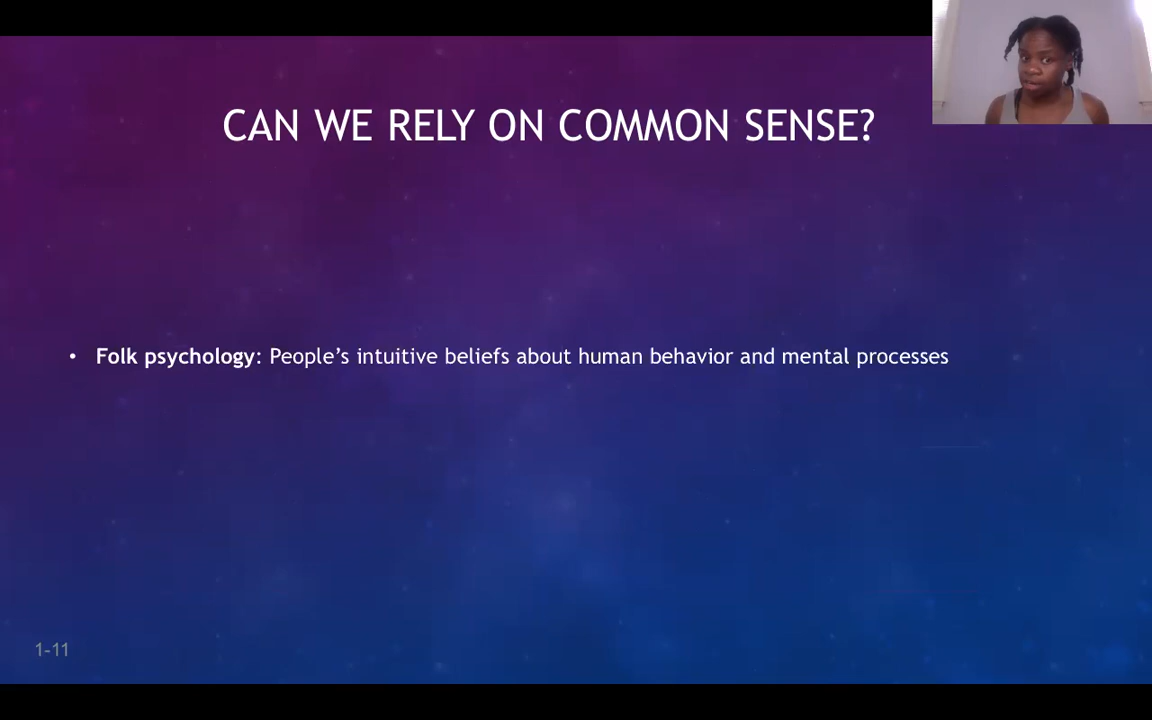 CAN WE RELY ON COMMON SENSE?
• Folk psychology: People’s intuitive beliefs about human behavior and mental processes
1-11